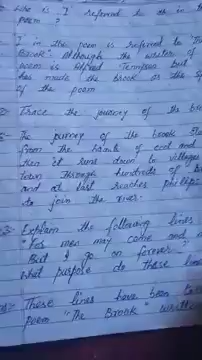 Who is "I" referred to in the
poem ?
I in the poem is referred to "The
Brook". Although the writer of
poem is Alfred Tennyson but
has made the brook as the
of the poem
Trace the journey of the
The journey of the brook
from the haunts of coot and
then it runs down to villages
town through hundreds of
and at last reaches phillips
to join the river.
Explain the following lines
"For men may come and
But I go on forever."
What purpose do these
These lines have been
poem "The Brook"